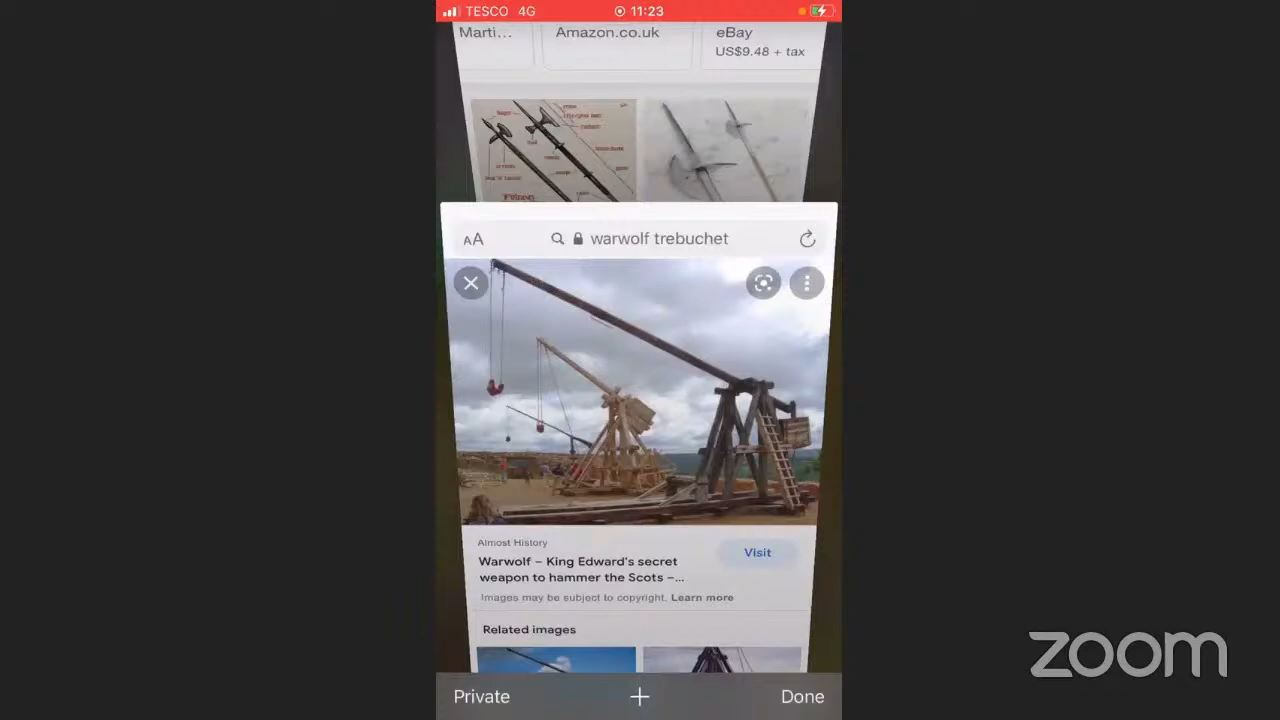 TESCO 4G 11:23
Marti... Amazon.co.uk eBay
US$9.48 + tax
AA warwolf trebuchet
Almost History
Warwolf – King Edward's secret
weapon to hammer the Scots –...
Visit
Images may be subject to copyright. Learn more
Related images
Private + Done
zoom